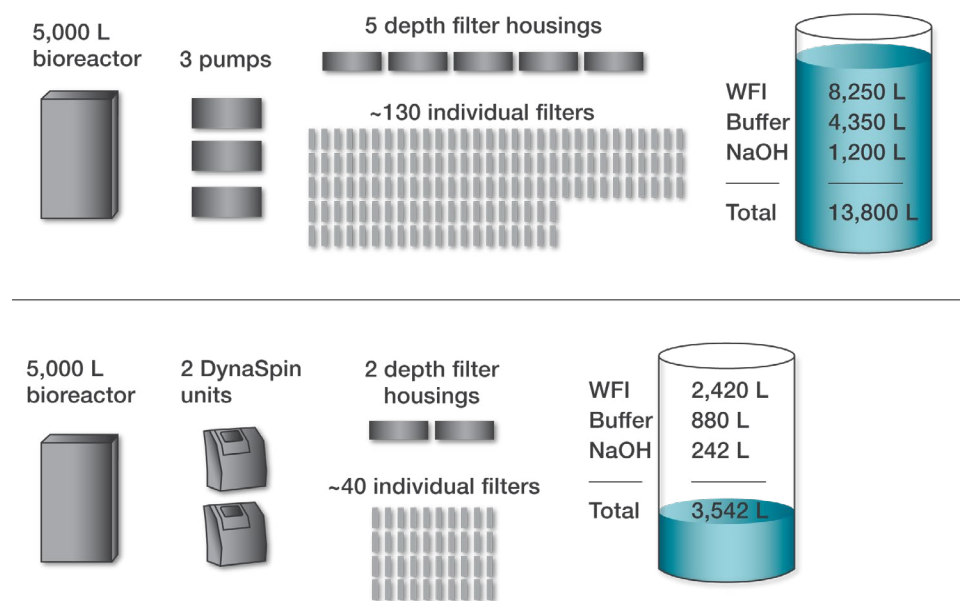 5,000 L
bioreactor
3 pumps
5 depth filter housings
~130 individual filters
WFI 8,250 L
Buffer 4,350 L
NaOH 1,200 L
Total 13,800 L
5,000 L
bioreactor
2 DynaSpin
units
2 depth filter
housings
~40 individual filters
WFI 2,420 L
Buffer 880 L
NaOH 242 L
Total 3,542 L